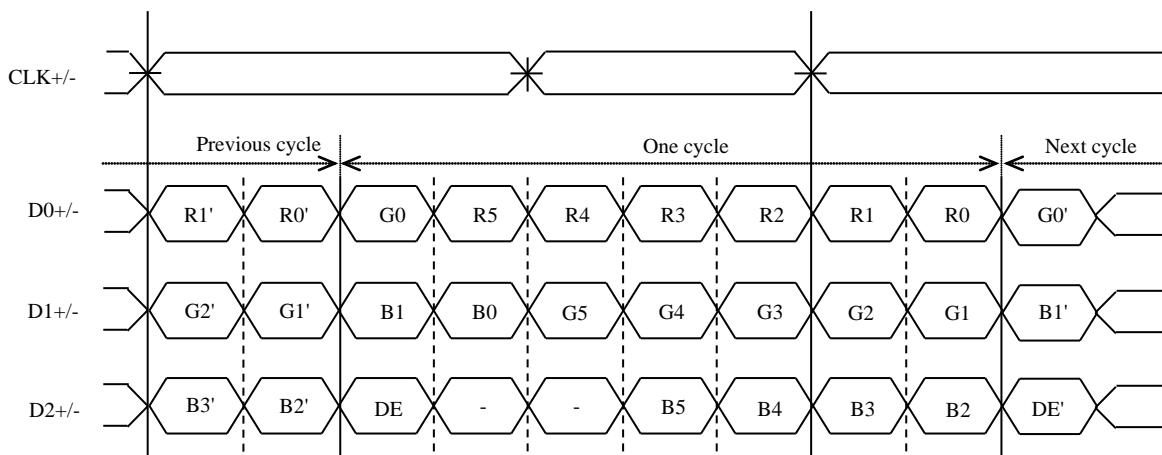 CLK+/-
Previous cycle One cycle Next cycle
D0+/- R1' R0' G0 R5 R4 R3 R2 R1 R0 G0'
D1+/- G2' G1' B1 B0 G5 G4 G3 G2 G1 B1'
D2+/- B3' B2' DE - - B5 B4 B3 B2 DE'